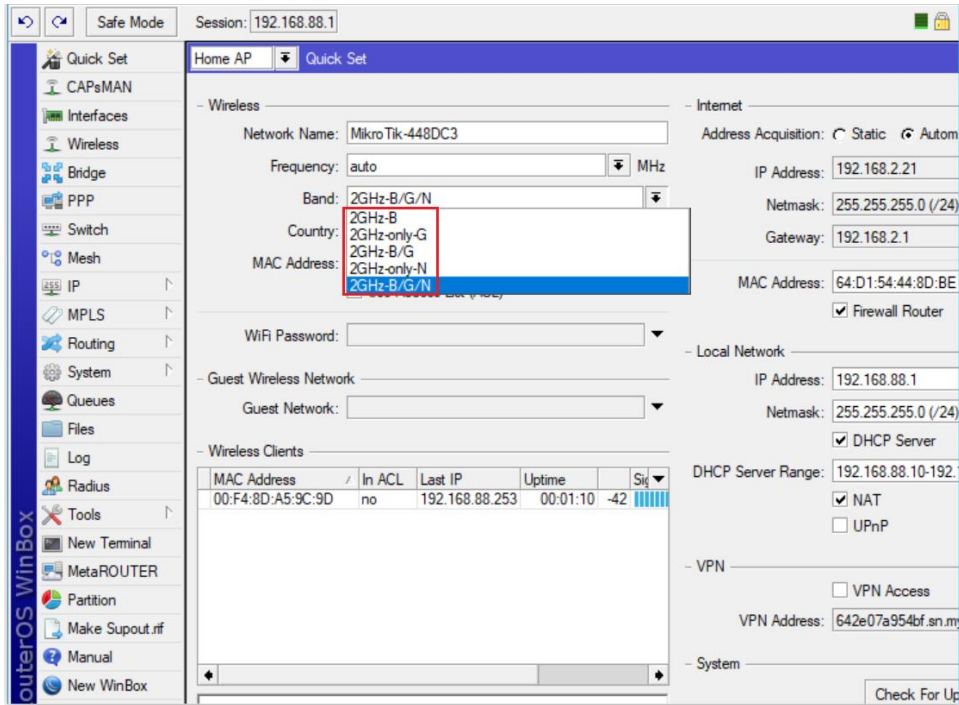 Safe Mode
Session: 192.168.88.1
Quick Set
CAPsMAN
Interfaces
Wireless
Bridge
PPP
Switch
Mesh
IP
MPLS
Routing
System
Queues
Files
Log
Radius
Tools
New Terminal
MetaROUTER
Partition
Make Supout.rif
Manual
New WinBox
outerOS WinBox
Home AP
Quick Set
Wireless
Network Name: MikroTik-448DC3
Frequency: auto MHz
Band: 2GHz-B/G/N
2GHz-B
2GHz-only-G
2GHz-B/G
2GHz-only-N
2GHz-B/G/N
Country:
MAC Address:
WiFi Password:
Guest Wireless Network
Guest Network:
Wireless Clients
MAC Address In ACL Last IP Uptime Sig
00:F4:8D:A5:9C:9D no 192.168.88.253 00:01:10 -42
Internet
Address Acquisition: Static Autom
IP Address: 192.168.2.21
Netmask: 255.255.255.0 (/24)
Gateway: 192.168.2.1
MAC Address: 64:D1:54:44:8D:BE
Firewall Router
Local Network
IP Address: 192.168.88.1
Netmask: 255.255.255.0 (/24)
DHCP Server
DHCP Server Range: 192.168.88.10-192.
NAT
UPnP
VPN
VPN Access
VPN Address: 642e07a954bf.sn.my
System
Check For Up